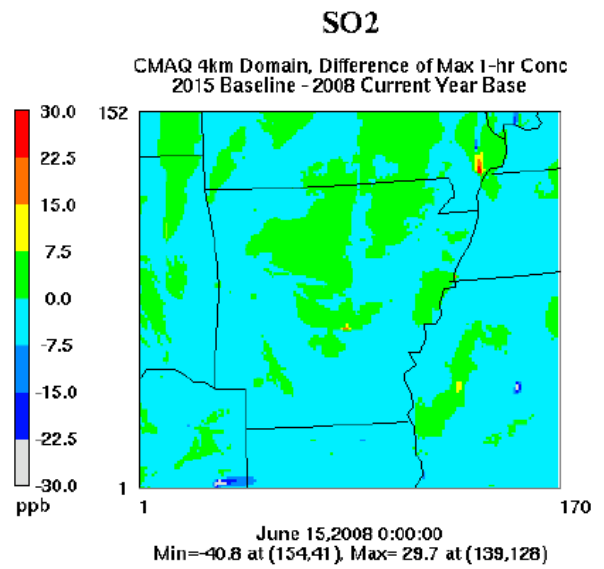 SO2
CMAQ 4km Domain, Difference of Max 1-hr Conc
2015 Baseline - 2008 Current Year Base
30.0
22.5
15.0
7.5
0.0
-7.5
-15.0
-22.5
-30.0
ppb
152
1
1
170
June 15,2008 0:00:00
Min=-40.8 at (154,41), Max= 29.7 at (139,128)